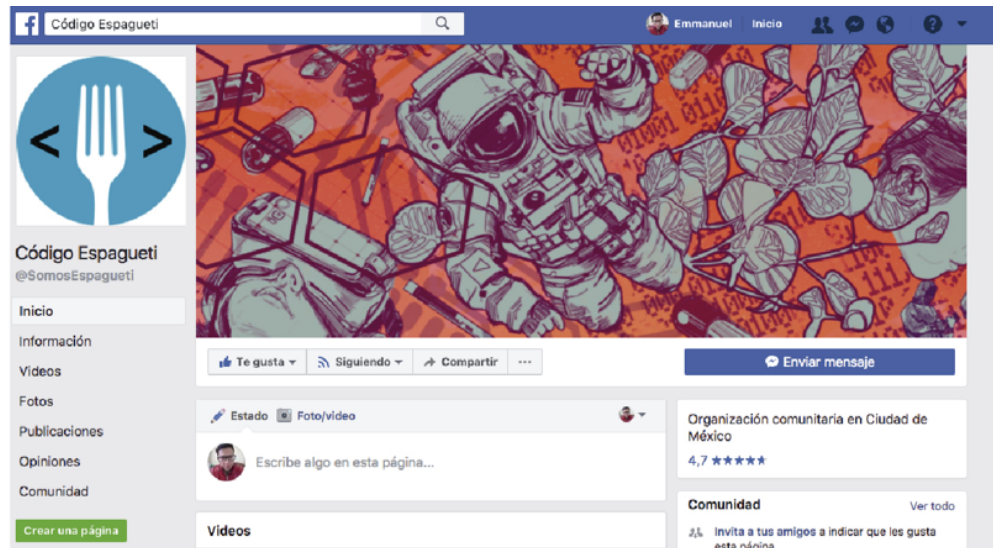 Código Espagueti
Emmanuel Inicio
< >
Código Espagueti
@SomosEspagueti
Inicio
Información
Videos
Fotos
Publicaciones
Opiniones
Comunidad
Crear una página
Te gusta Siguiendo Compartir ...
Enviar mensaje
Estado Foto/video
Escribe algo en esta página...
Videos
Organización comunitaria en Ciudad de
México
4,7 ★★★★★
Comunidad Ver todo
Invita a tus amigos a indicar que les gusta
esta página